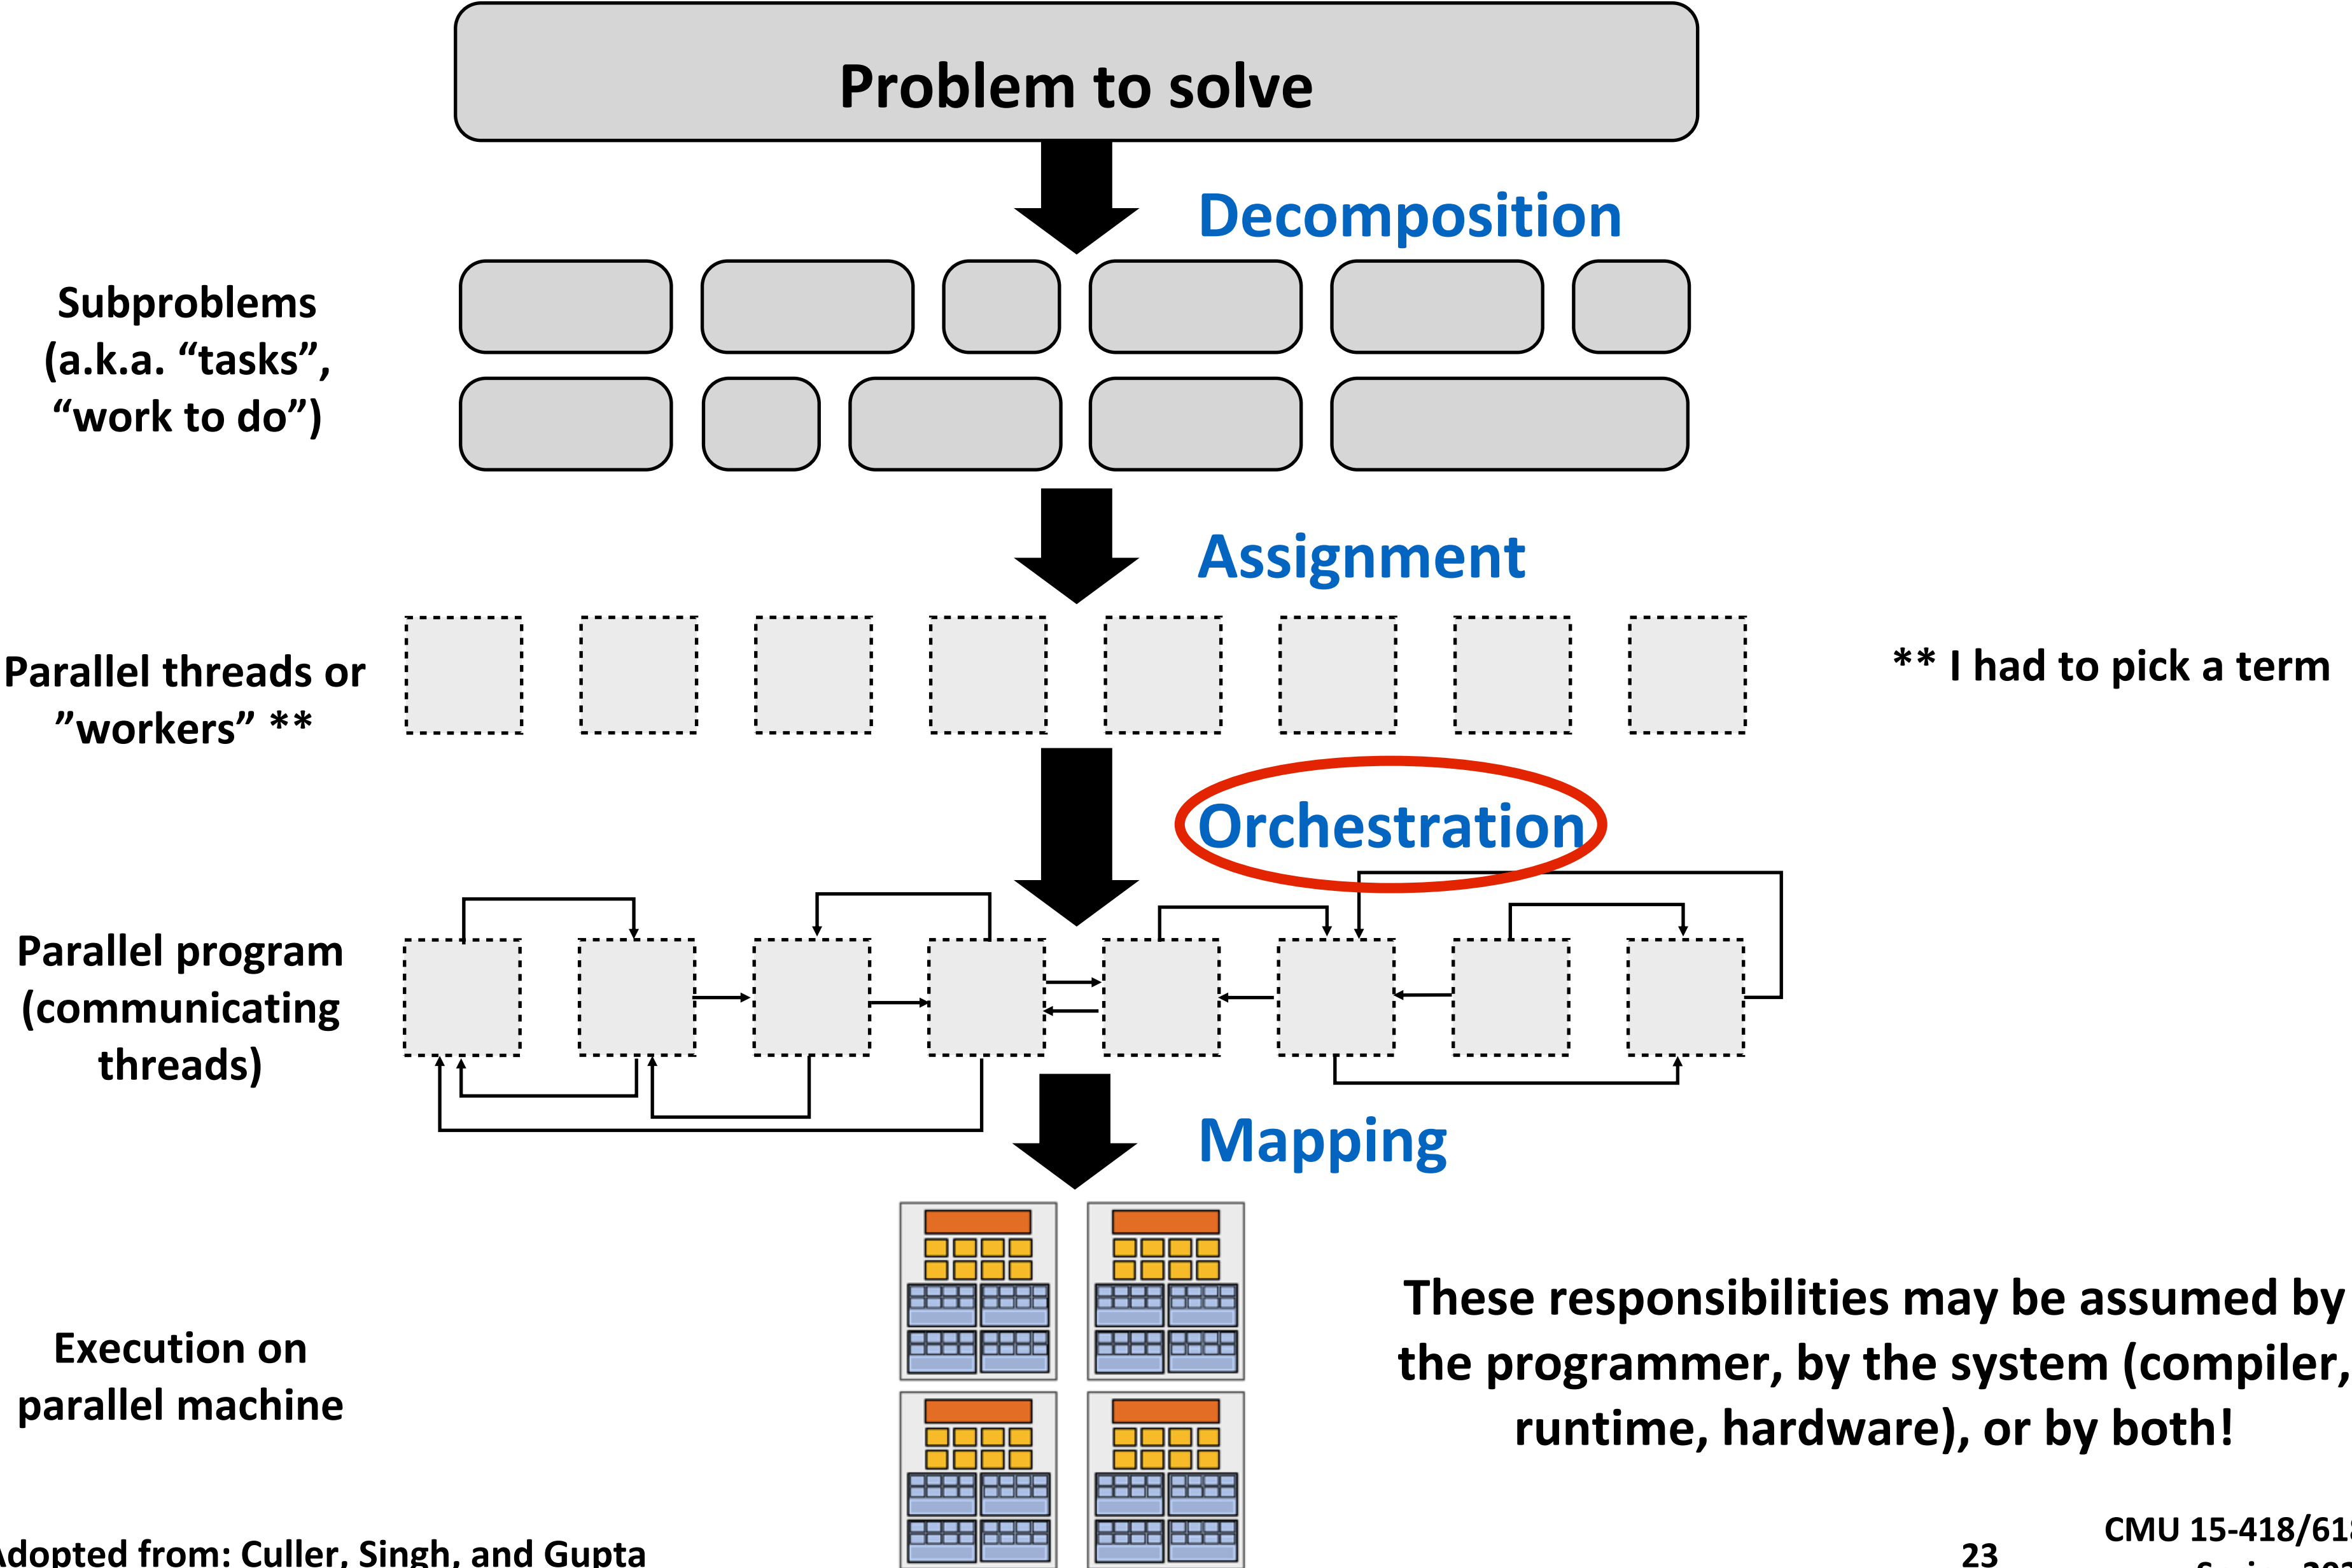 Problem to solve
Decomposition
Subproblems
(a.k.a. “tasks”,
“work to do”)
Assignment
Parallel threads or
”workers” **
** I had to pick a term
Orchestration
Parallel program
(communicating
threads)
Mapping
Execution on
parallel machine
These responsibilities may be assumed by
the programmer, by the system (compiler,
runtime, hardware), or by both!
Adopted from: Culler, Singh, and Gupta
23
CMU 15-418/618